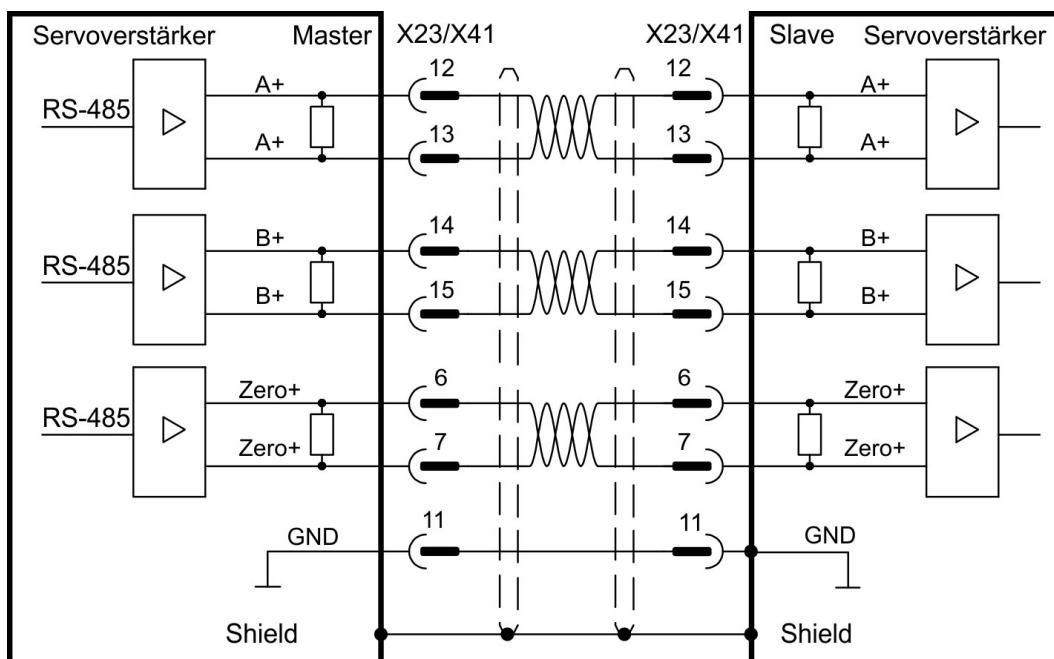 Servoverstärker Master X23/X41 X23/X41 Slave Servoverstärker
12 12
A+ A+
RS-485
13 13
A+ A+
14 14
B+ B+
RS-485
15 15
B+ B+
6 6
Zero+ Zero+
RS-485
7 7
Zero+ Zero+
11 11
GND GND
Shield Shield